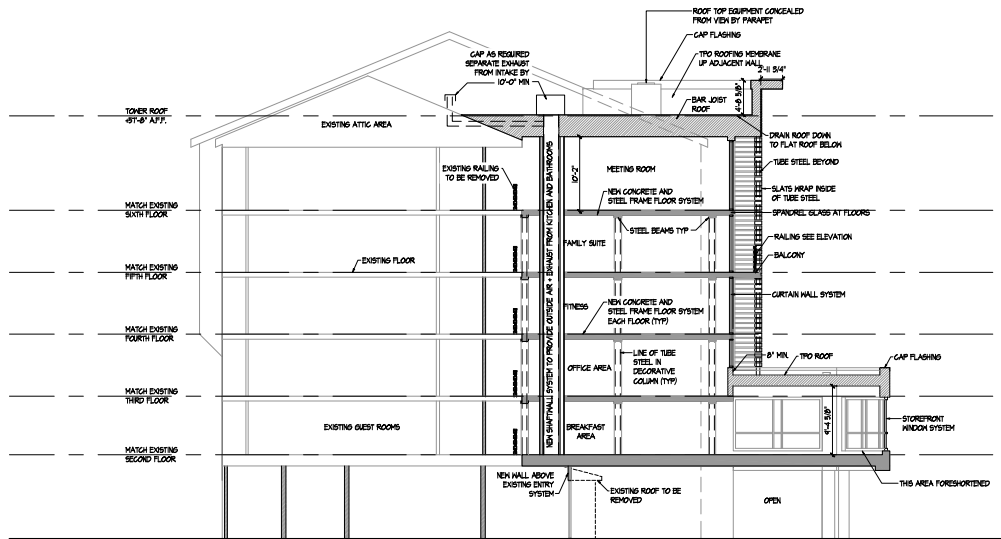 ROOF TOP EQUIPMENT CONCEALED
FROM VIEW BY PARAPET
CAP FLASHING
CAP AS REQUIRED
SEPARATE EXHAUST
FROM INTAKE BY
10'-0" MIN
TPO ROOFING MEMBRANE
UP ADJACENT WALL
2'-11 3/4"
4'-8 5/8"
BAR JOIST
ROOF
TOWER ROOF
+57'-8" A.F.F.
EXISTING ATTIC AREA
DRAIN ROOF DOWN
TO FLAT ROOF BELOW
TUBE STEEL BEYOND
EXISTING RAILING
TO BE REMOVED
10'-2"
MEETING ROOM
NEW CONCRETE AND
STEEL FRAME FLOOR SYSTEM
SLATS WRAP INSIDE
OF TUBE STEEL
MATCH EXISTING
SIXTH FLOOR
SPANDREL GLASS AT FLOORS
STEEL BEAMS TYP
RAILING SEE ELEVATION
FAMILY SUITE
BALCONY
EXISTING FLOOR
MATCH EXISTING
FIFTH FLOOR
NEW SHAFTWALL SYSTEM TO PROVIDE OUTSIDE AIR + EXHAUST FROM KITCHEN AND BATHROOMS
CURTAIN WALL SYSTEM
FITNESS
NEW CONCRETE AND
STEEL FRAME FLOOR SYSTEM
EACH FLOOR (TYP)
MATCH EXISTING
FOURTH FLOOR
OFFICE AREA
LINE OF TUBE
STEEL IN
DECORATIVE
COLUMN (TYP)
8" MIN.
TPO ROOF
CAP FLASHING
MATCH EXISTING
THIRD FLOOR
EXISTING GUEST ROOMS
BREAKFAST
AREA
9'-4 5/8"
STOREFRONT
WINDOW SYSTEM
MATCH EXISTING
SECOND FLOOR
NEW WALL ABOVE
EXISTING ENTRY
SYSTEM
EXISTING ROOF TO BE
REMOVED
THIS AREA FORESHORTENED
OPEN